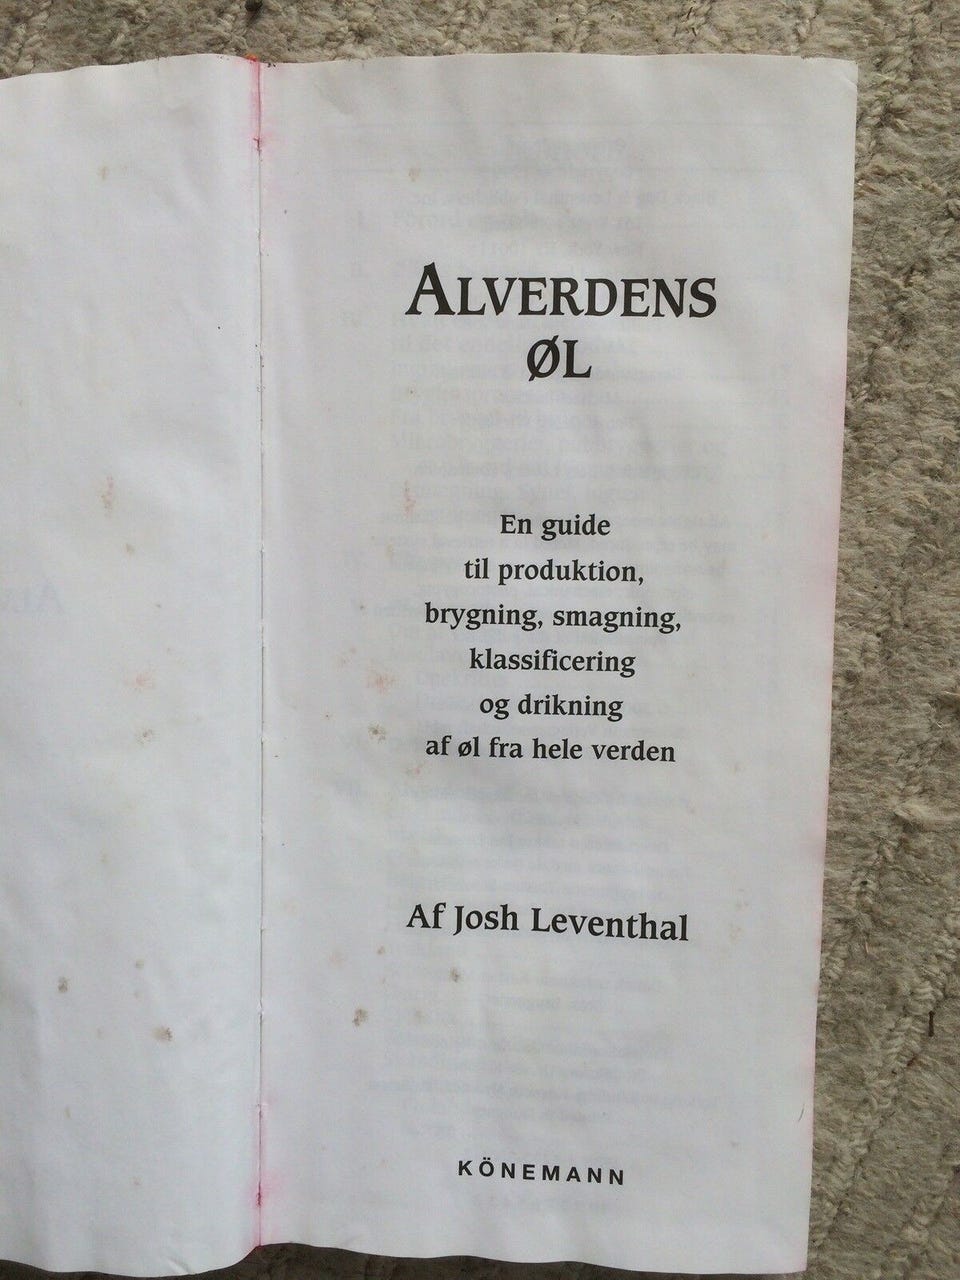 ALVERDENS
ØL
En guide
til produktion,
brygning, smagning,
klassificering
og drikning
af øl fra hele verden
Af Josh Leventhal
KÖNEMANN